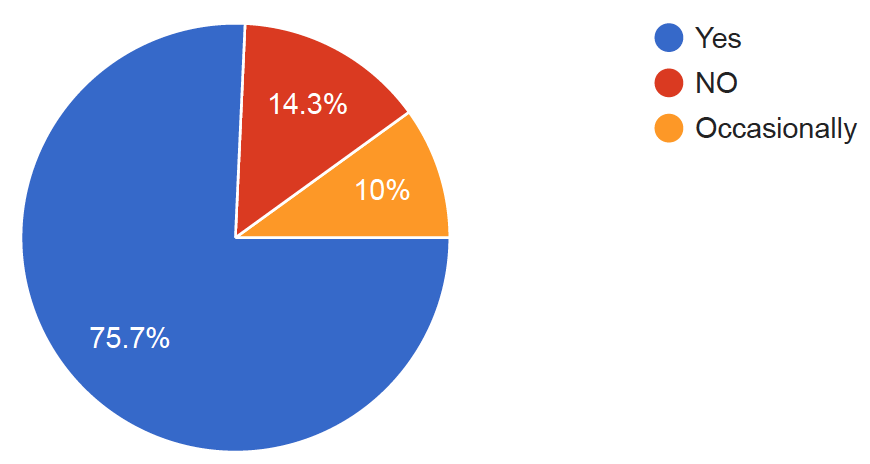 Yes
NO
Occasionally
14.3%
10%
75.7%